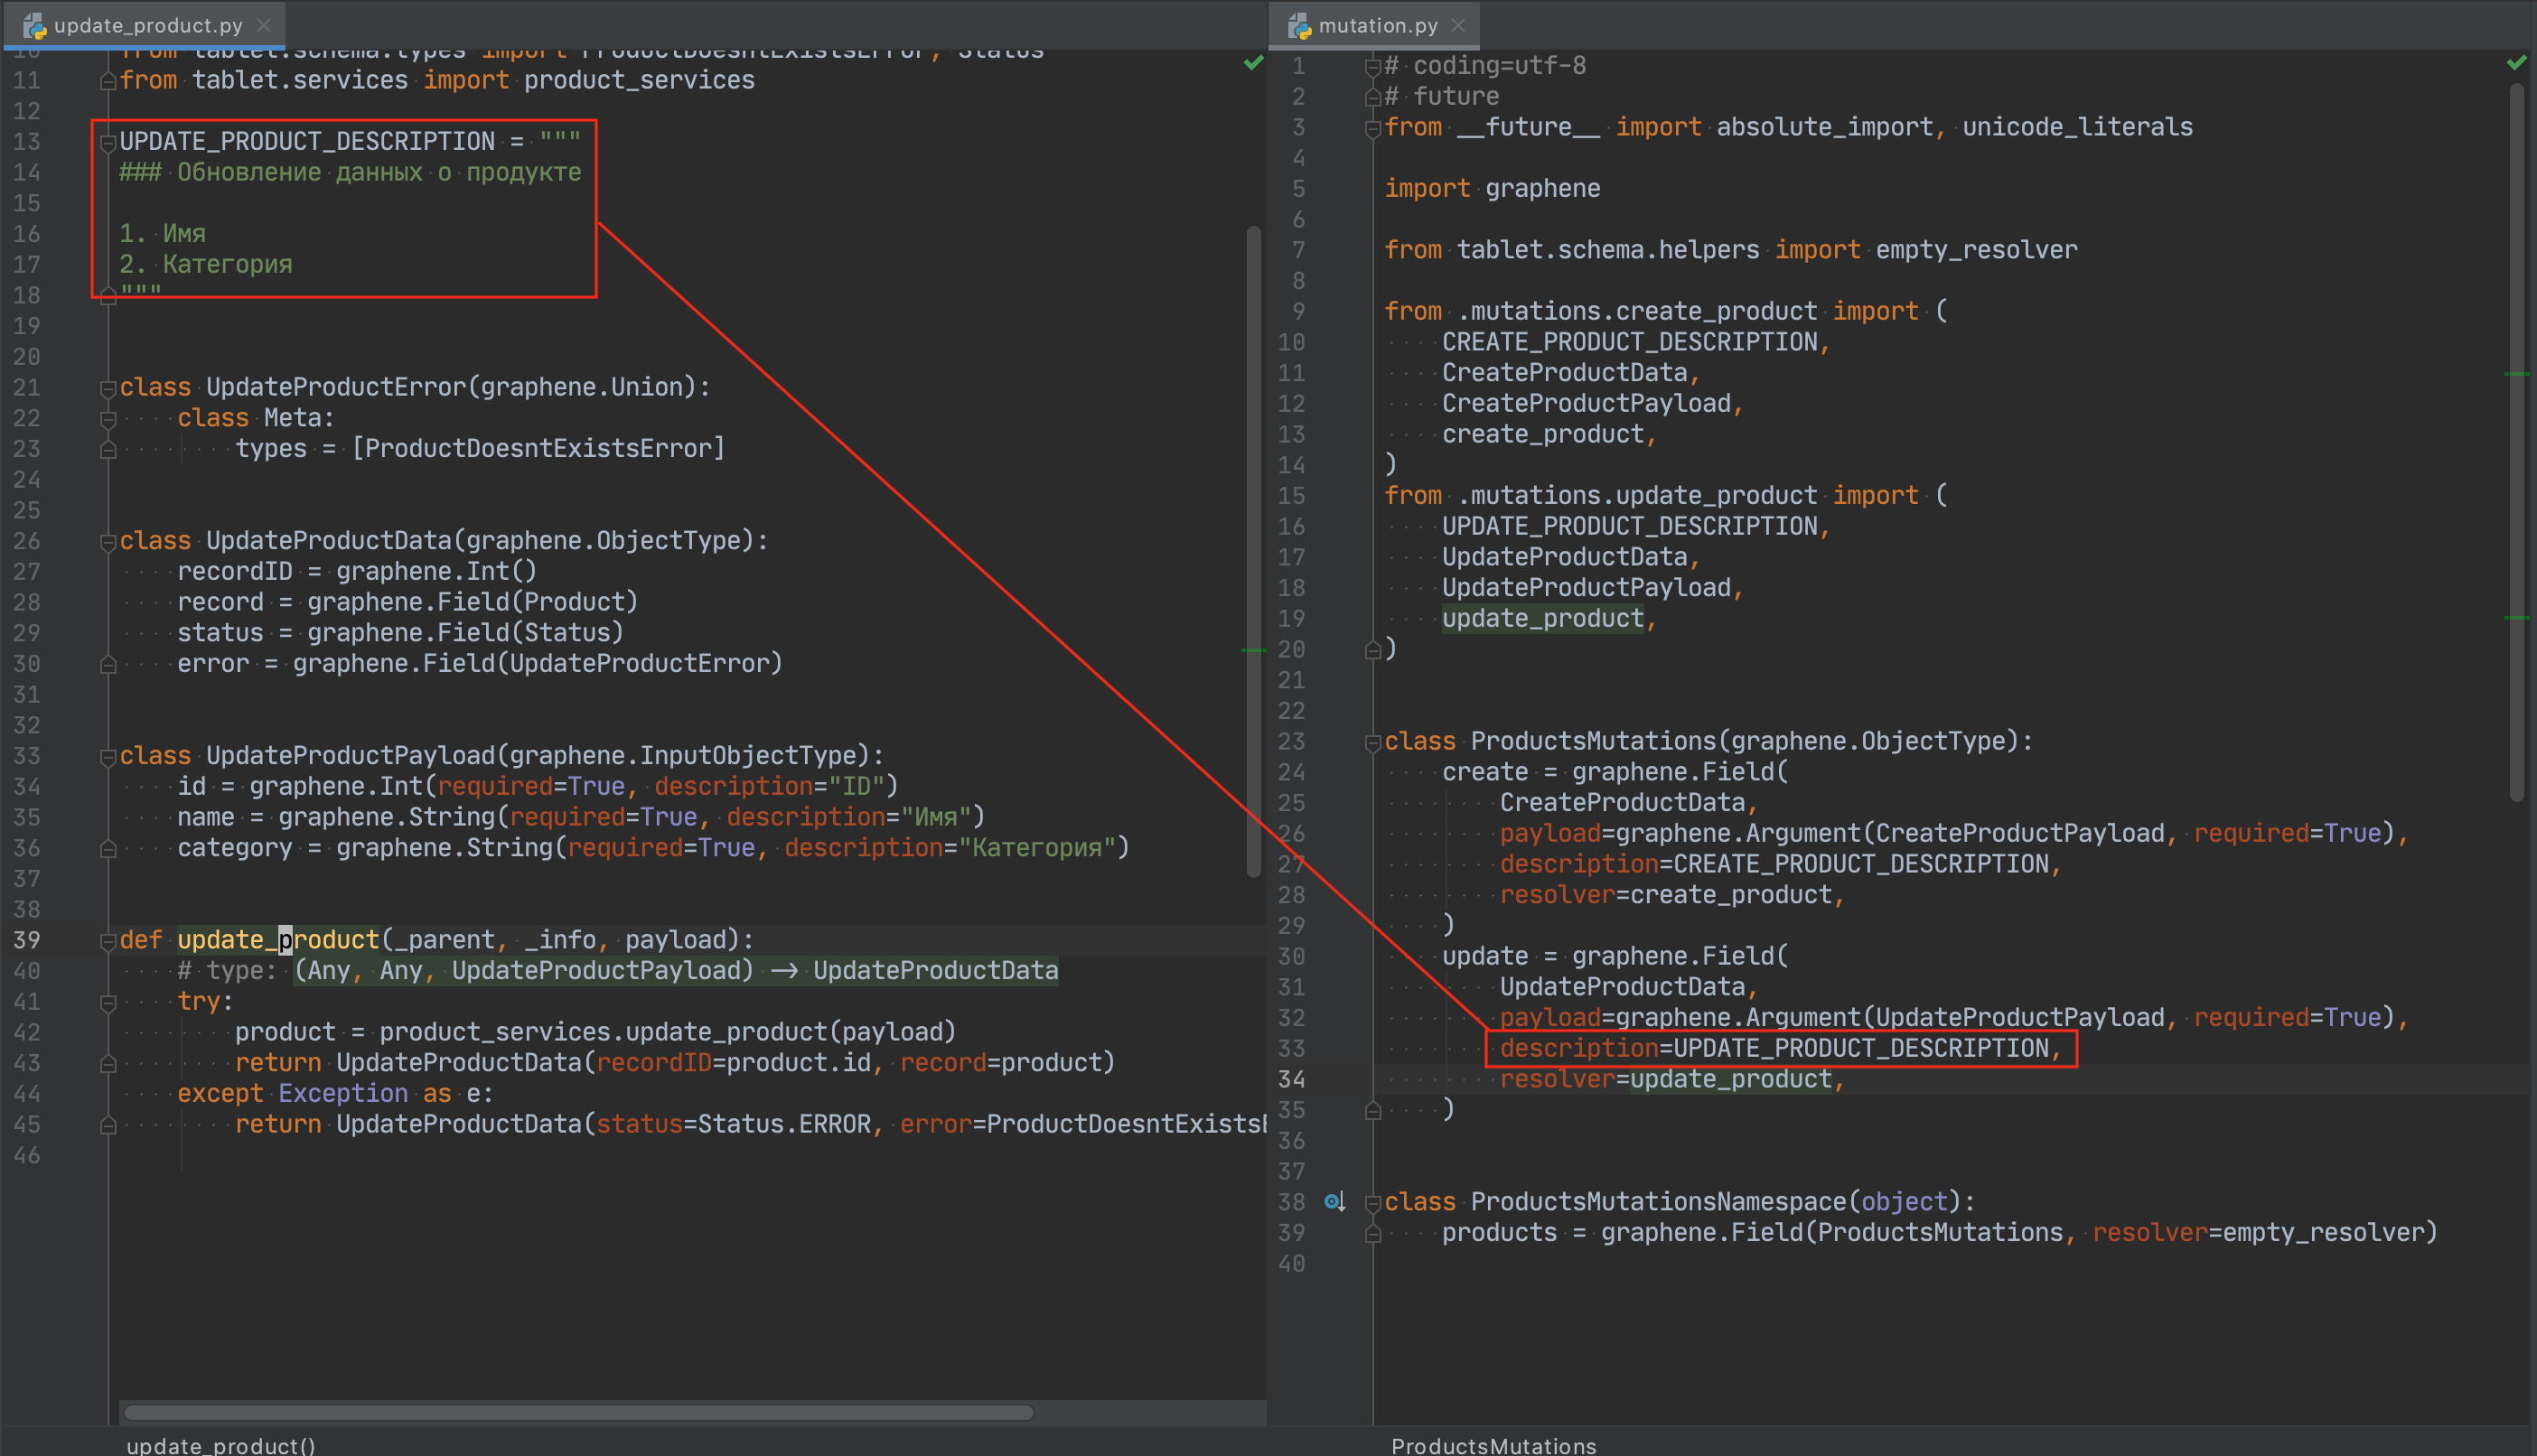 update_product.py
10 from tablet.schema.types import ProductDoesntExistsError, Status
11 from tablet.services import product_services
12
13 UPDATE_PRODUCT_DESCRIPTION = """
14 ### Обновление данных о продукте
15
16 1. Имя
17 2. Категория
18 """
19
20
21 class UpdateProductError(graphene.Union):
22     class Meta:
23         types = [ProductDoesntExistsError]
24
25
26 class UpdateProductData(graphene.ObjectType):
27     recordID = graphene.Int()
28     record = graphene.Field(Product)
29     status = graphene.Field(Status)
30     error = graphene.Field(UpdateProductError)
31
32
33 class UpdateProductPayload(graphene.InputObjectType):
34     id = graphene.Int(required=True, description="ID")
35     name = graphene.String(required=True, description="Имя")
36     category = graphene.String(required=True, description="Категория")
37
38
39 def update_product(_parent, _info, payload):
40     # type: (Any, Any, UpdateProductPayload) -> UpdateProductData
41     try:
42         product = product_services.update_product(payload)
43         return UpdateProductData(recordID=product.id, record=product)
44     except Exception as e:
45         return UpdateProductData(status=Status.ERROR, error=ProductDoesntExistsE
46
update_product()
mutation.py
1 # coding=utf-8
2 # future
3 from __future__ import absolute_import, unicode_literals
4
5 import graphene
6
7 from tablet.schema.helpers import empty_resolver
8
9 from .mutations.create_product import (
10     CREATE_PRODUCT_DESCRIPTION,
11     CreateProductData,
12     CreateProductPayload,
13     create_product,
14 )
15 from .mutations.update_product import (
16     UPDATE_PRODUCT_DESCRIPTION,
17     UpdateProductData,
18     UpdateProductPayload,
19     update_product,
20 )
21
22
23 class ProductsMutations(graphene.ObjectType):
24     create = graphene.Field(
25         CreateProductData,
26         payload=graphene.Argument(CreateProductPayload, required=True),
27         description=CREATE_PRODUCT_DESCRIPTION,
28         resolver=create_product,
29     )
30     update = graphene.Field(
31         UpdateProductData,
32         payload=graphene.Argument(UpdateProductPayload, required=True),
33         description=UPDATE_PRODUCT_DESCRIPTION,
34         resolver=update_product,
35     )
36
37
38 class ProductsMutationsNamespace(object):
39     products = graphene.Field(ProductsMutations, resolver=empty_resolver)
40
ProductsMutations